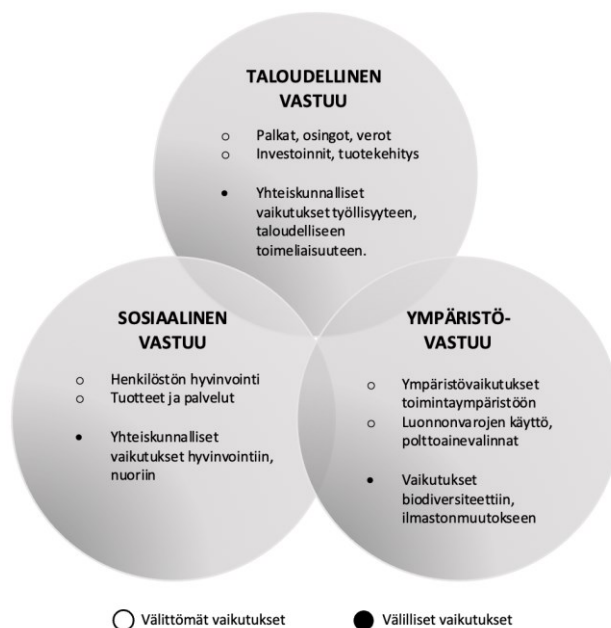 TALOUDELLINEN
VASTUU
○ Palkat, osingot, verot
○ Investoinnit, tuotekehitys
• Yhteiskunnalliset
vaikutukset työllisyyteen,
taloudelliseen
toimeliaisuuteen.
SOSIAALINEN
VASTUU
○ Henkilöstön hyvinvointi
○ Tuotteet ja palvelut
• Yhteiskunnalliset
vaikutukset hyvinvointiin,
nuoriin
YMPÄRISTÖ-
VASTUU
○ Ympäristövaikutukset
toimintaympäristöön
○ Luonnonvarojen käyttö,
polttoainevalinnat
• Vaikutukset
biodiversiteettiin,
ilmastonmuutokseen
○ Välittömät vaikutukset
● Välilliset vaikutukset